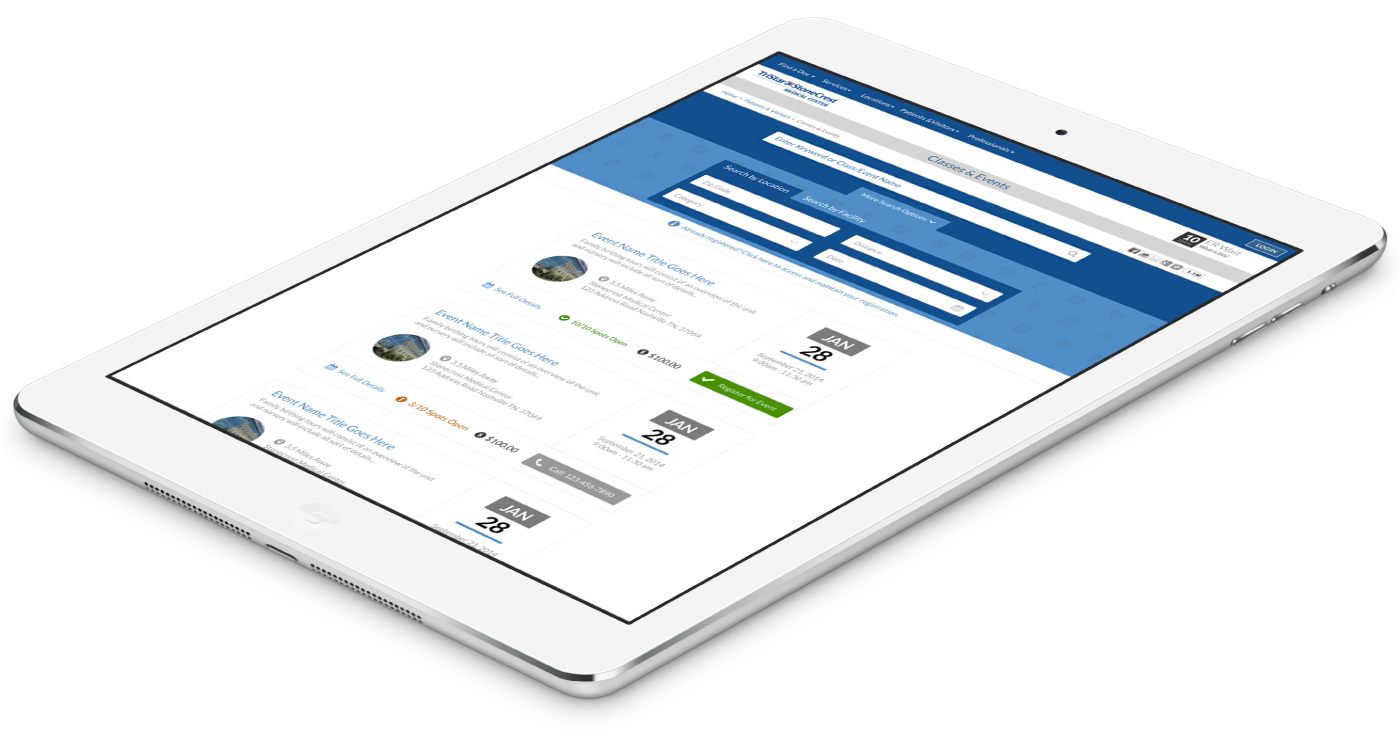 Find a Doc
Services
Locations
Patients & Visitors
Professionals
LOGIN
TriStar StoneCrest
MEDICAL CENTER
10
ER Wait
What is this?
Home > Patients & Visitors > Classes & Events
1.1M
Classes & Events
Enter Keyword or Class/Event Name
More Search Options
Search by Location
Search by Facility
Zip Code
Distance
Category
Date
Already registered? Click here to access and maintain your registration.
Event Name Title Goes Here
Family birthing tours will consist of an overview of the unit
and nursery will include all sort of details...
3.5 Miles Away
Stonecrest Medical Center
123 Address Road Nashville TN, 37069
See Full Details
10/10 Spots Open
$100.00
JAN
28
September 21, 2014
9:00am - 11:30 am
Register for Event
Event Name Title Goes Here
Family birthing tours will consist of an overview of the unit
and nursery will include all sort of details...
3.5 Miles Away
Stonecrest Medical Center
123 Address Road Nashville TN, 37069
See Full Details
3/10 Spots Open
$100.00
JAN
28
September 21, 2014
9:00am - 11:30 am
Call: 123-456-7890
Event Name Title Goes Here
Family birthing tours will consist of an overview of the unit
and nursery will include all sort of details...
3.5 Miles Away
Stonecrest Medical Center
JAN
28
September 21, 2014